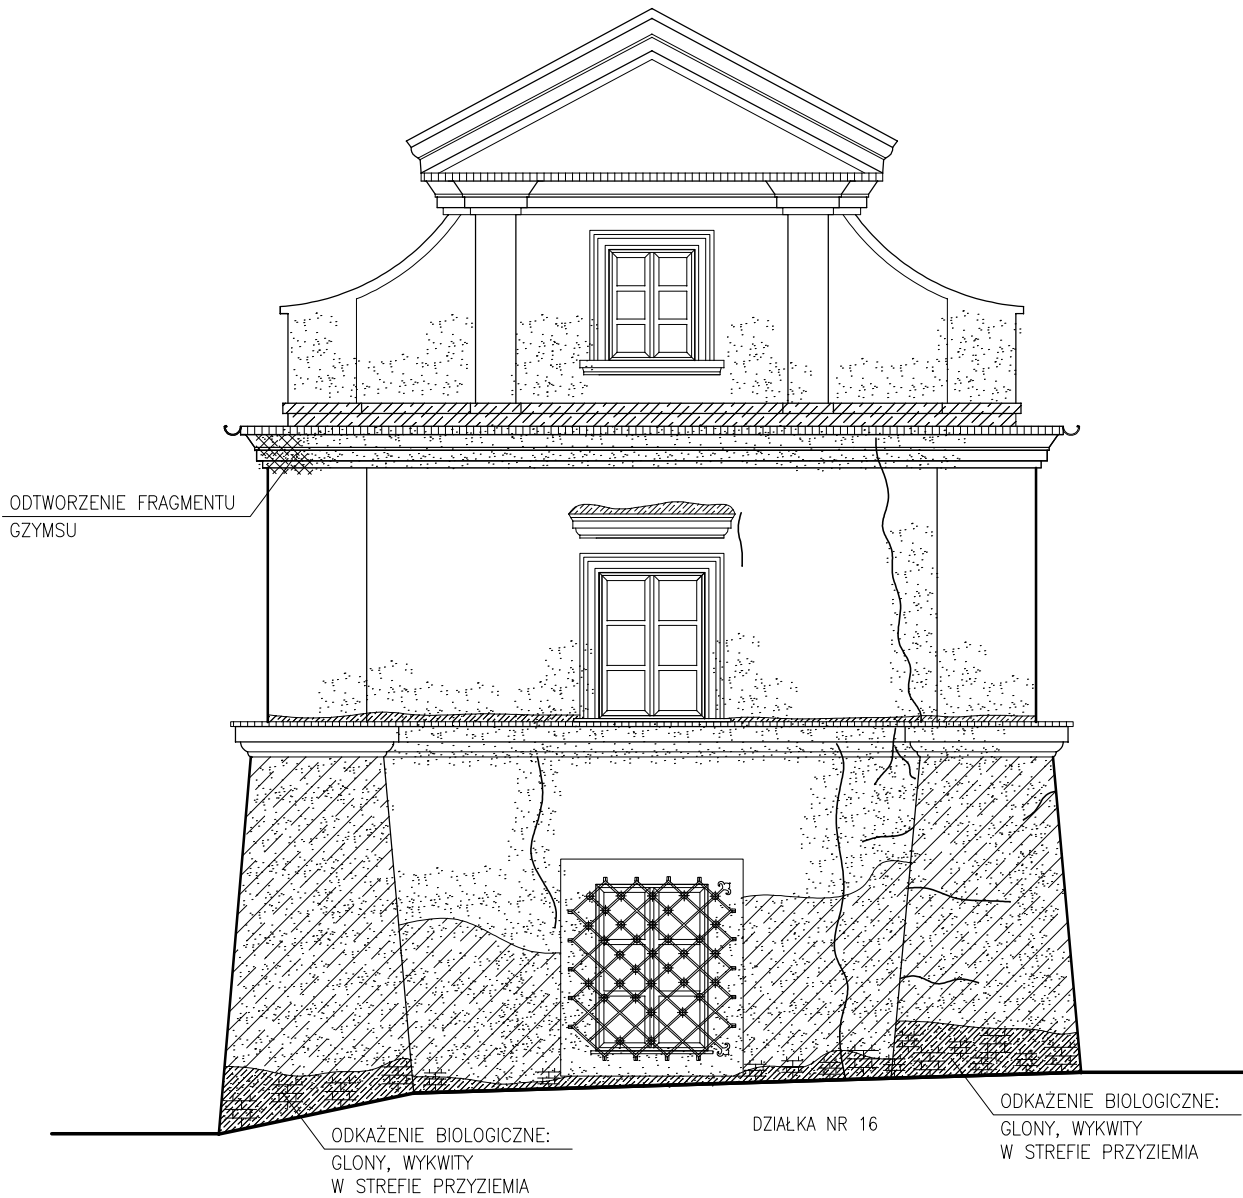 ODTWORZENIE FRAGMENTU
GZYMSU
DZIAŁKA NR 16
ODKAŻENIE BIOLOGICZNE:
GLONY, WYKWITY
W STREFIE PRZYZIEMIA
ODKAŻENIE BIOLOGICZNE:
GLONY, WYKWITY
W STREFIE PRZYZIEMIA